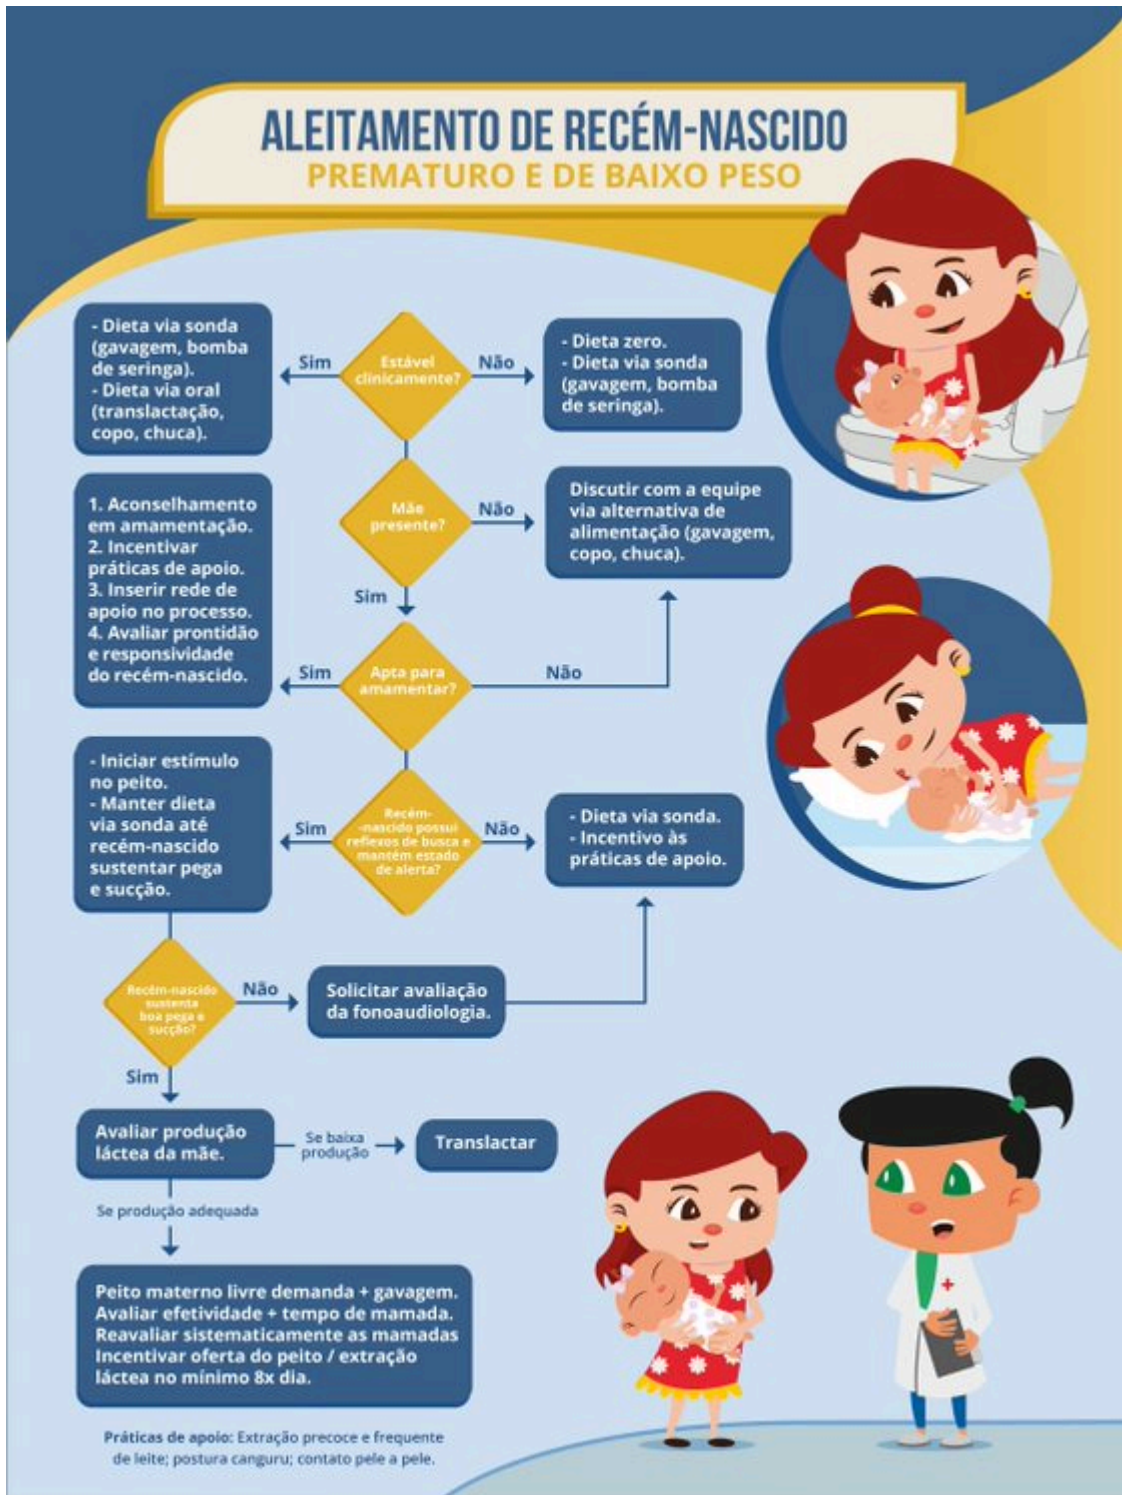 ALEITAMENTO DE RECÉM-NASCIDO
PREMATURO E DE BAIXO PESO
- Dieta via sonda
(gavagem, bomba
de seringa).
- Dieta via oral
(translactação,
copo, chuca).
Sim
Estável
clinicamente?
Não
- Dieta zero.
- Dieta via sonda
(gavagem, bomba
de seringa).
Mãe
presente?
Não
Discutir com a equipe
via alternativa de
alimentação (gavagem,
copo, chuca).
Sim
1. Aconselhamento
em amamentação.
2. Incentivar
práticas de apoio.
3. Inserir rede de
apoio no processo.
4. Avaliar prontidão
e responsividade
do recém-nascido.
Sim
Apta para
amamentar?
Não
- Iniciar estímulo
no peito.
- Manter dieta
via sonda até
recém-nascido
sustentar pega
e sucção.
Sim
Recém-
-nascido possui
reflexos de busca e
mantém estado
de alerta?
Não
- Dieta via sonda.
- Incentivo às
práticas de apoio.
Recém-nascido
sustenta
boa pega e
sucção?
Não
Solicitar avaliação
da fonoaudiologia.
Sim
Avaliar produção
láctea da mãe.
Se baixa
produção
Translactar
Se produção adequada
Peito materno livre demanda + gavagem.
Avaliar efetividade + tempo de mamada.
Reavaliar sistematicamente as mamadas
Incentivar oferta do peito / extração
láctea no mínimo 8x dia.
Práticas de apoio: Extração precoce e frequente
de leite; postura canguru; contato pele a pele.